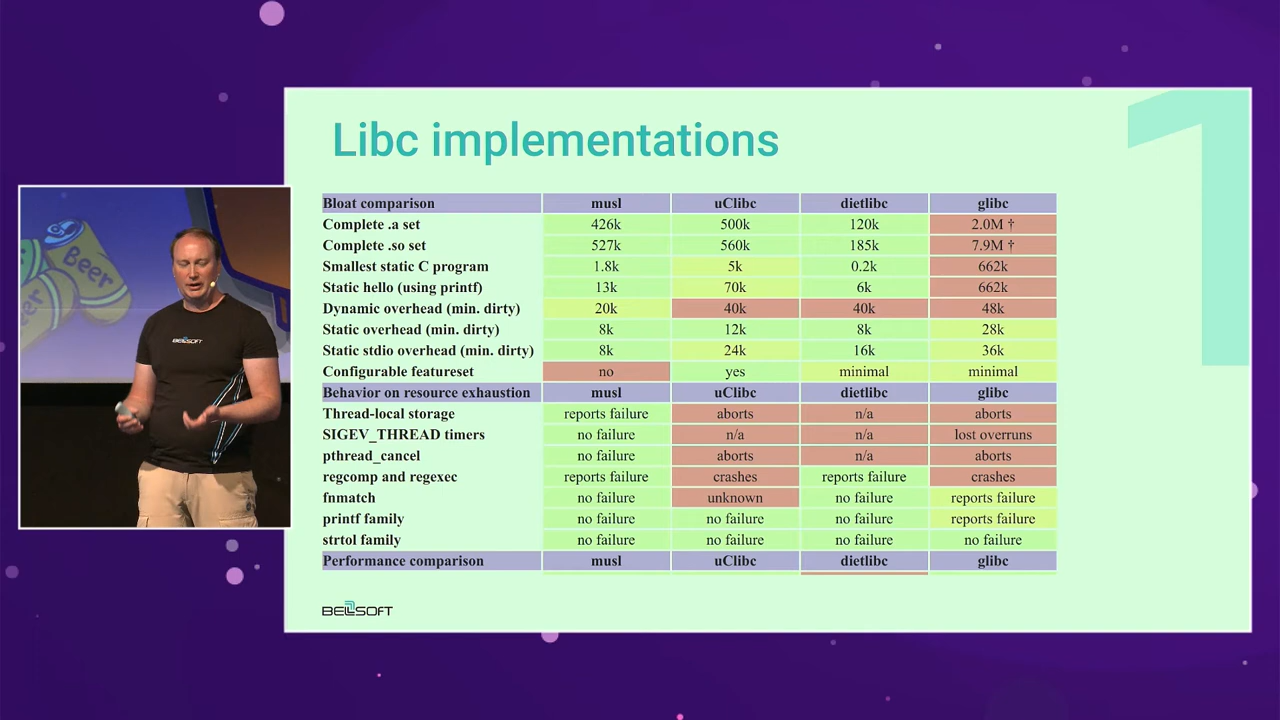 1
Libc implementations
Bloat comparison musl uClibc dietlibc glibc
Complete .a set 426k 500k 120k 2.0M †
Complete .so set 527k 560k 185k 7.9M †
Smallest static C program 1.8k 5k 0.2k 662k
Static hello (using printf) 13k 70k 6k 662k
Dynamic overhead (min. dirty) 20k 40k 40k 48k
Static overhead (min. dirty) 8k 12k 8k 28k
Static stdio overhead (min. dirty) 8k 24k 16k 36k
Configurable featureset no yes minimal minimal
Behavior on resource exhaustion musl uClibc dietlibc glibc
Thread-local storage reports failure aborts n/a aborts
SIGEV_THREAD timers no failure n/a n/a lost overruns
pthread_cancel no failure aborts n/a aborts
regcomp and regexec reports failure crashes reports failure crashes
fnmatch no failure unknown no failure reports failure
printf family no failure no failure no failure reports failure
strtol family no failure no failure no failure no failure
Performance comparison musl uClibc dietlibc glibc
BELLSOFT
Beer
Beer
BELLSOFT